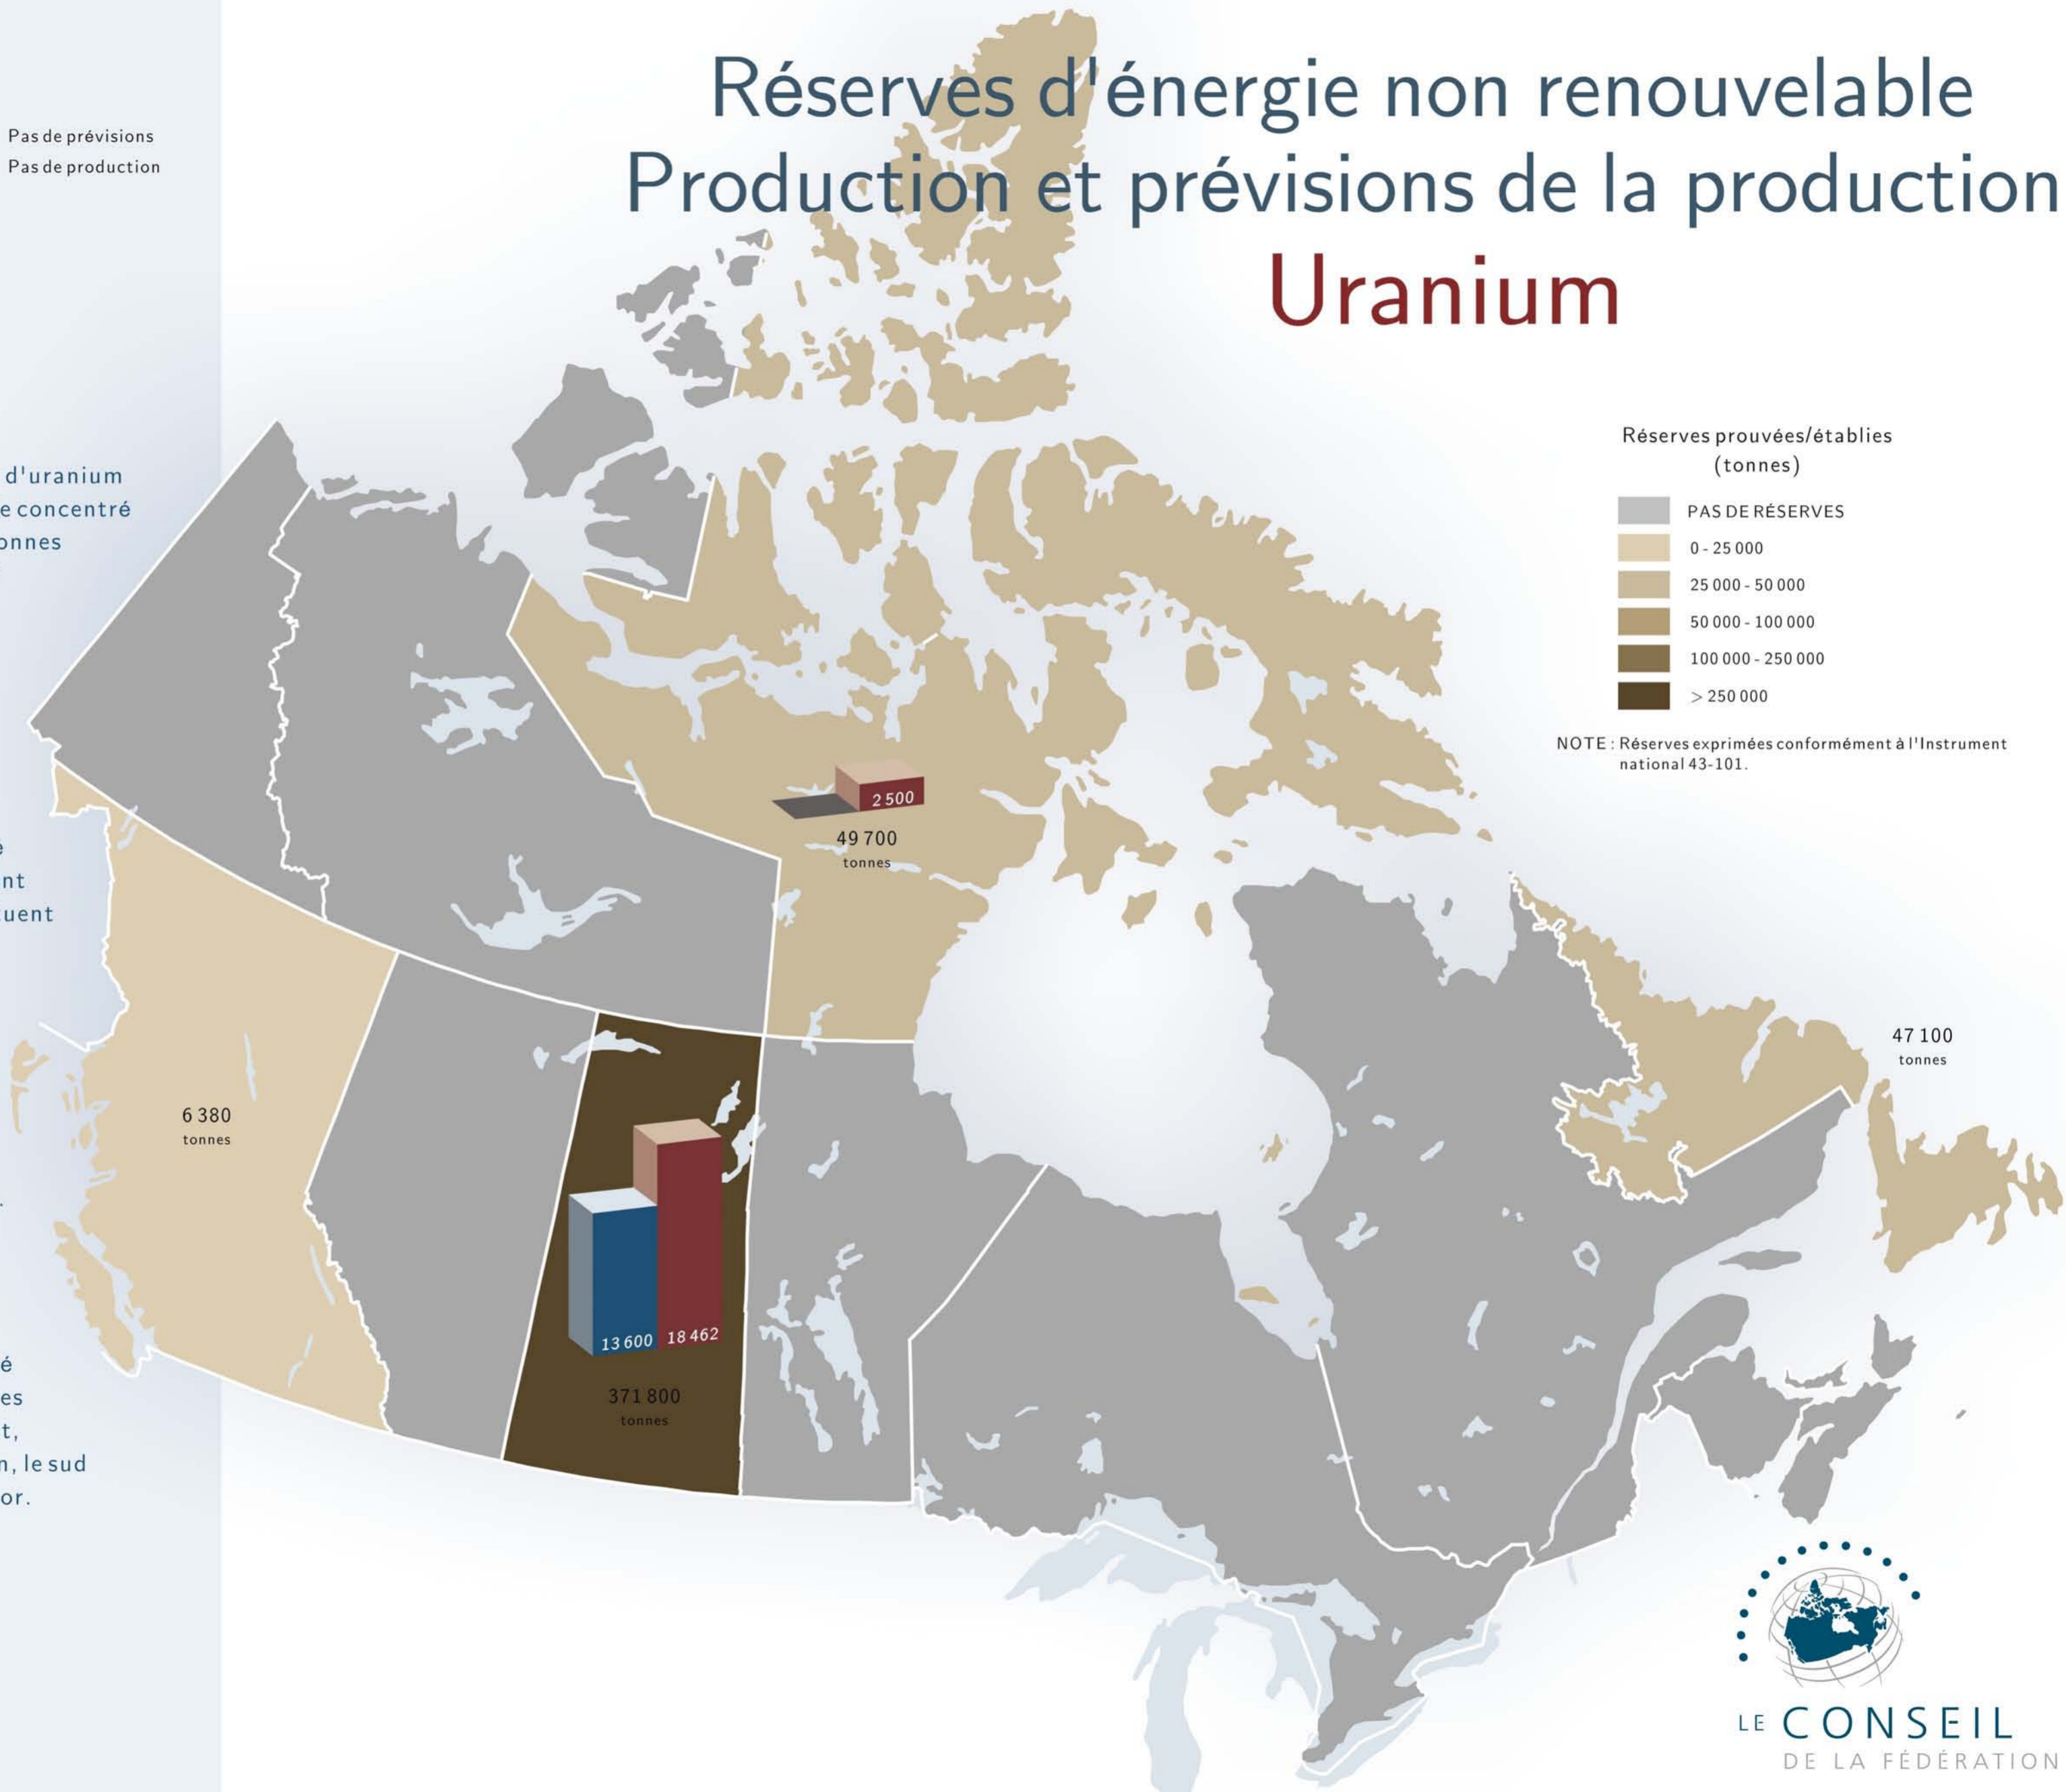 Réserves d'énergie non renouvelable
Production et prévisions de la production
Uranium
Pas de prévisions
Pas de production
d'uranium
concentré
nt
es
t,
le sud
or.
Réserves prouvées/établies
(tonnes)
PAS DE RÉSERVES
0 - 25 000
25 000 - 50 000
50 000 - 100 000
100 000 - 250 000
> 250 000
NOTE : Réserves exprimées conformément à l'Instrument
national 43-101.
2 500
49 700
tonnes
47 100
tonnes
6 380
tonnes
13 600 18 462
371 800
tonnes
LE CONSEIL
DE LA FÉDÉRATION